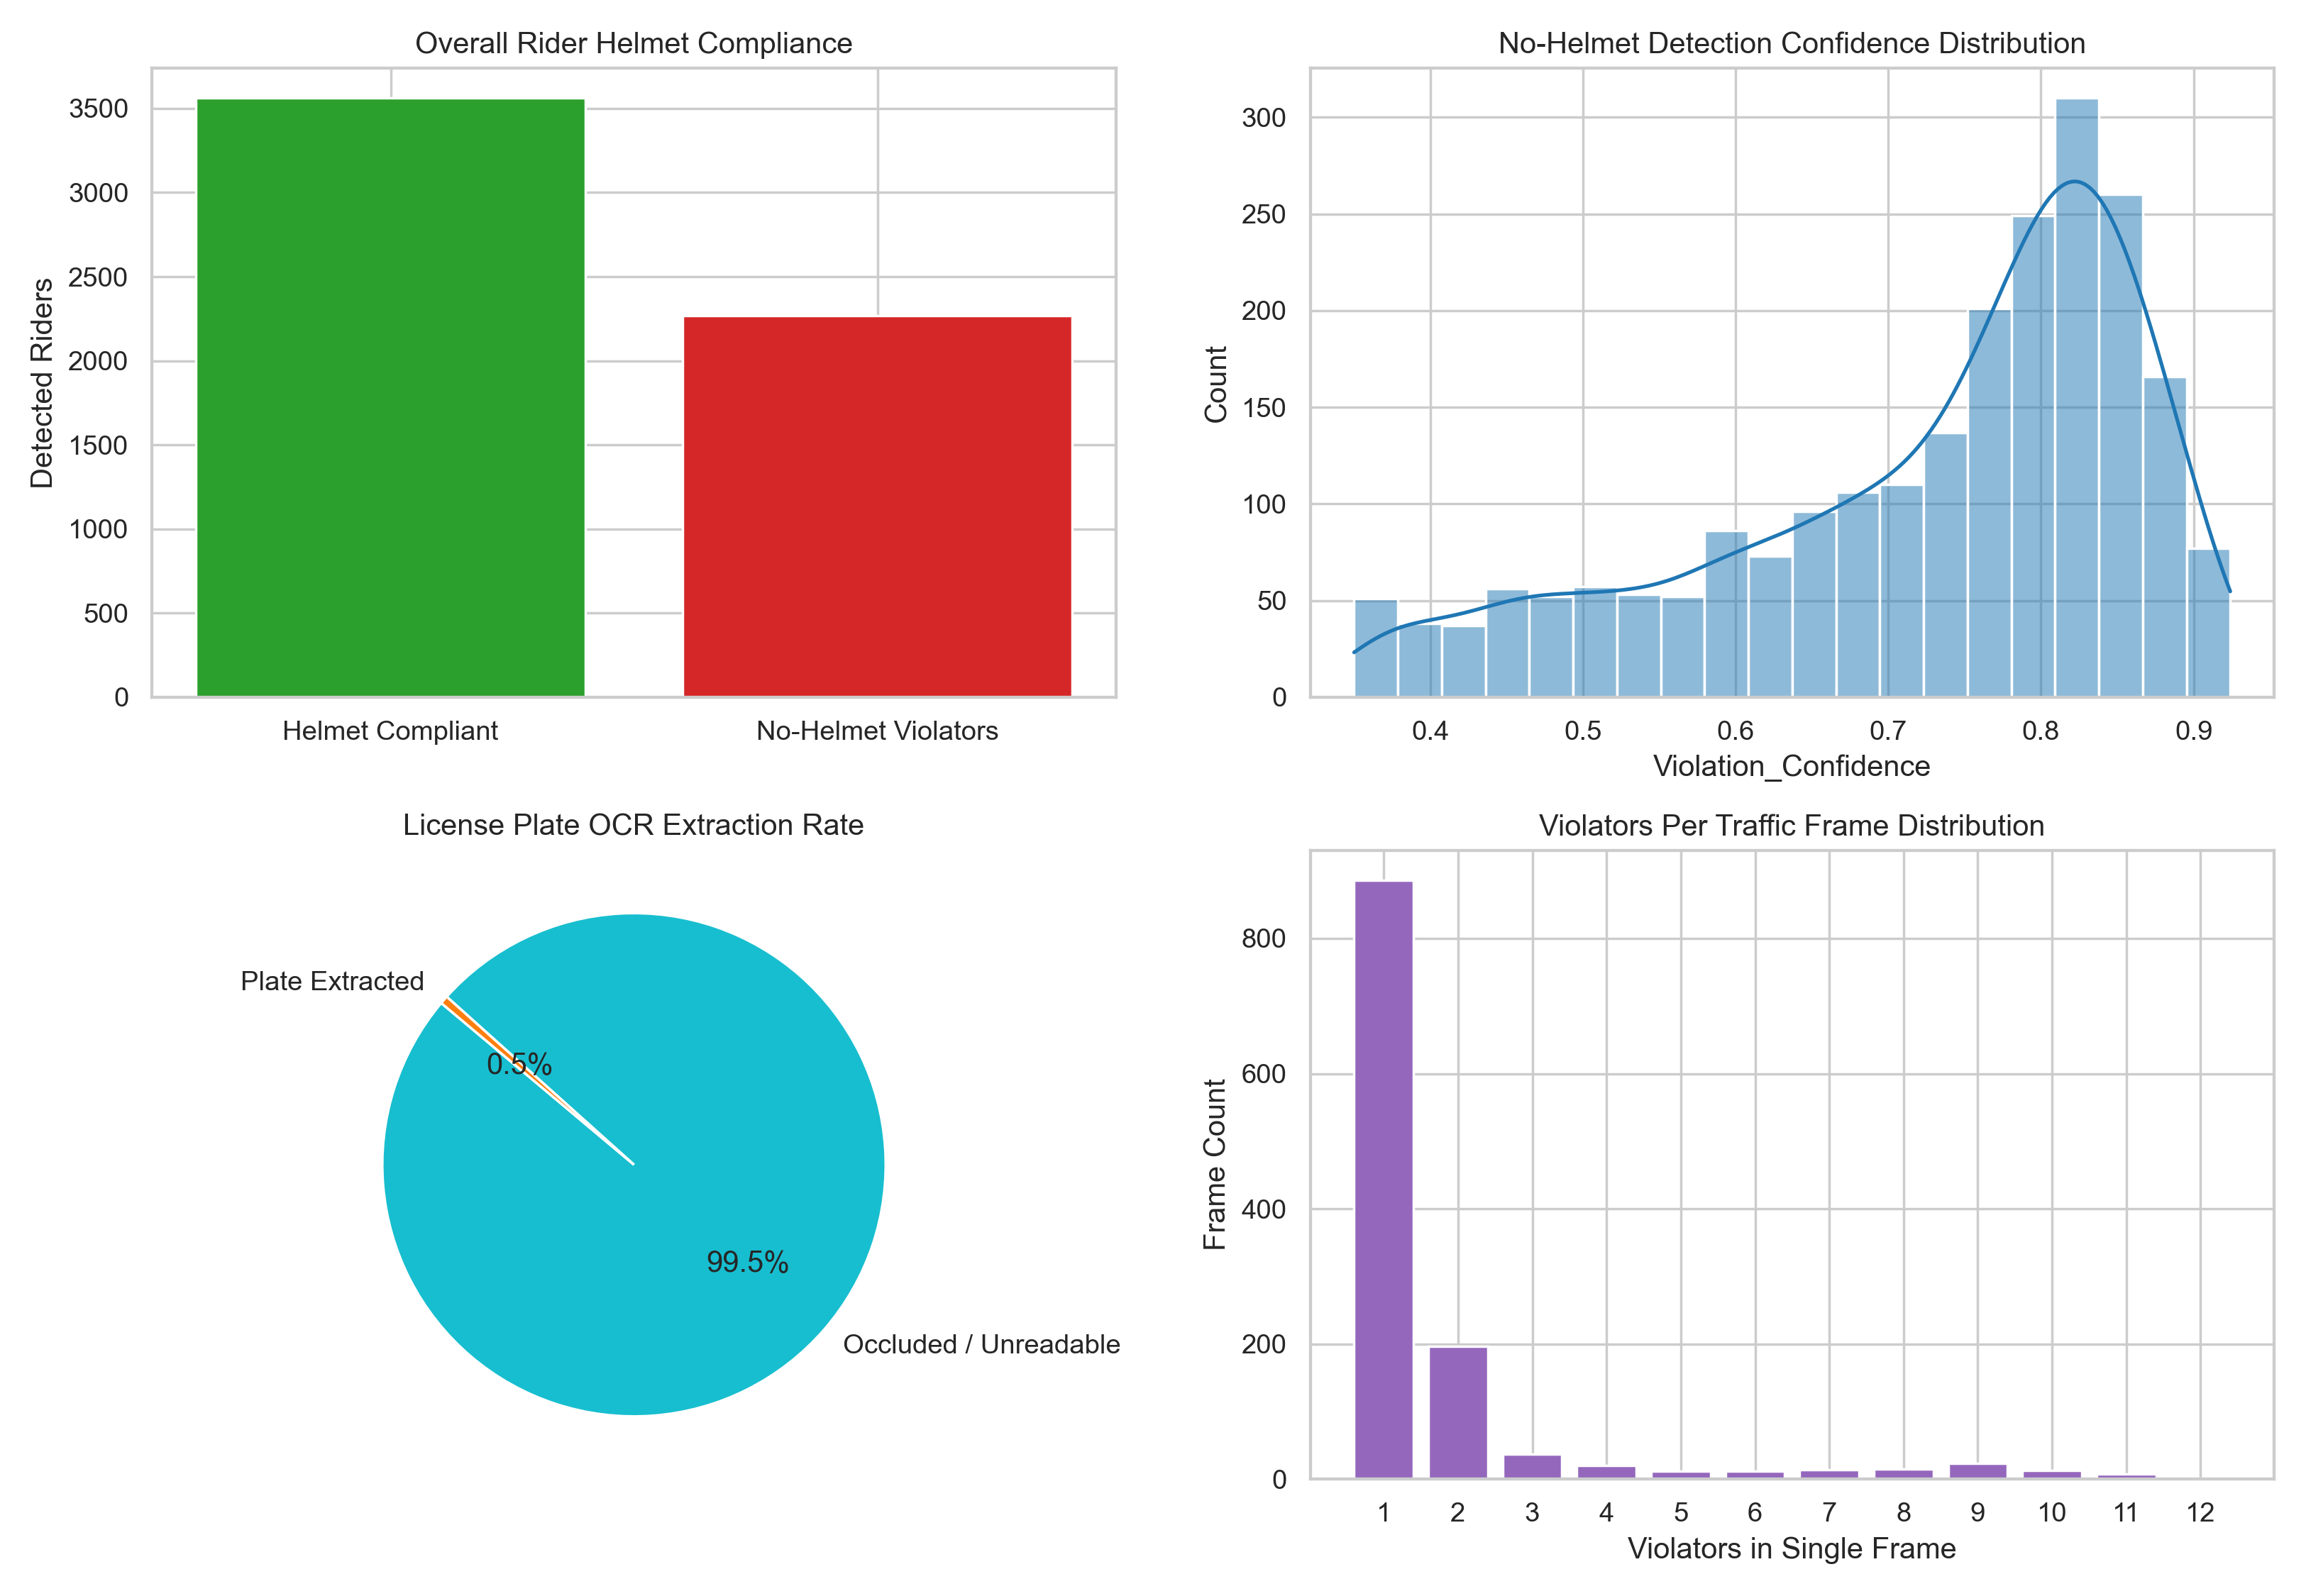 Overall Rider Helmet Compliance
Detected Riders
3500
3000
2500
2000
1500
1000
500
0
Helmet Compliant
No-Helmet Violators
No-Helmet Detection Confidence Distribution
Count
300
250
200
150
100
50
0
0.4 0.5 0.6 0.7 0.8 0.9
Violation_Confidence
License Plate OCR Extraction Rate
Plate Extracted
0.5%
99.5%
Occluded / Unreadable
Violators Per Traffic Frame Distribution
Frame Count
800
600
400
200
0
1 2 3 4 5 6 7 8 9 10 11 12
Violators in Single Frame